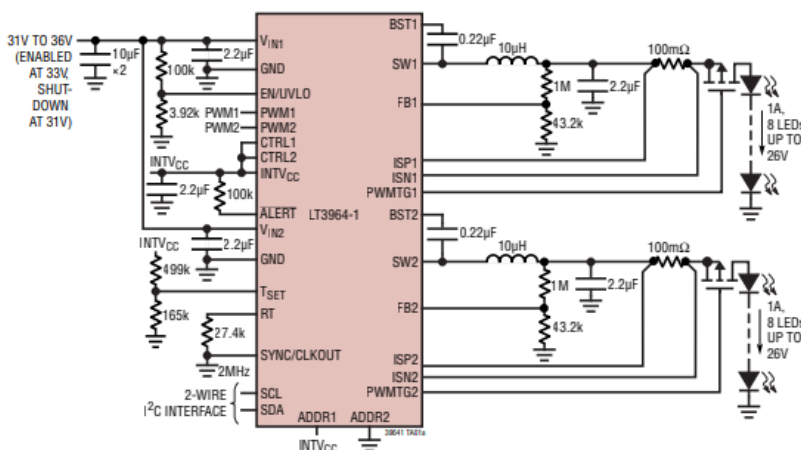 31V TO 36V
(ENABLED
AT 33V,
SHUT-
DOWN
AT 31V)
10µF
×2
2.2µF
100k
3.92k
PWM1
PWM2
INTVCC
2.2µF
100k
INTVCC
2.2µF
499k
165k
27.4k
2MHz
2-WIRE
I2C INTERFACE
VIN1
GND
EN/UVLO
PWM1
PWM2
CTRL1
CTRL2
INTVCC
ALERT
LT3964-1
VIN2
GND
TSET
RT
SYNC/CLKOUT
SCL
SDA
ADDR1
ADDR2
INTVCC
39641 TA01a
BST1
SW1
FB1
ISP1
ISN1
PWMTG1
BST2
SW2
FB2
ISP2
ISN2
PWMTG2
0.22µF
10µH
100mΩ
1M
2.2µF
43.2k
1A,
8 LEDs
UP TO
26V
0.22µF
10µH
100mΩ
1M
2.2µF
43.2k
1A,
8 LEDs
UP TO
26V